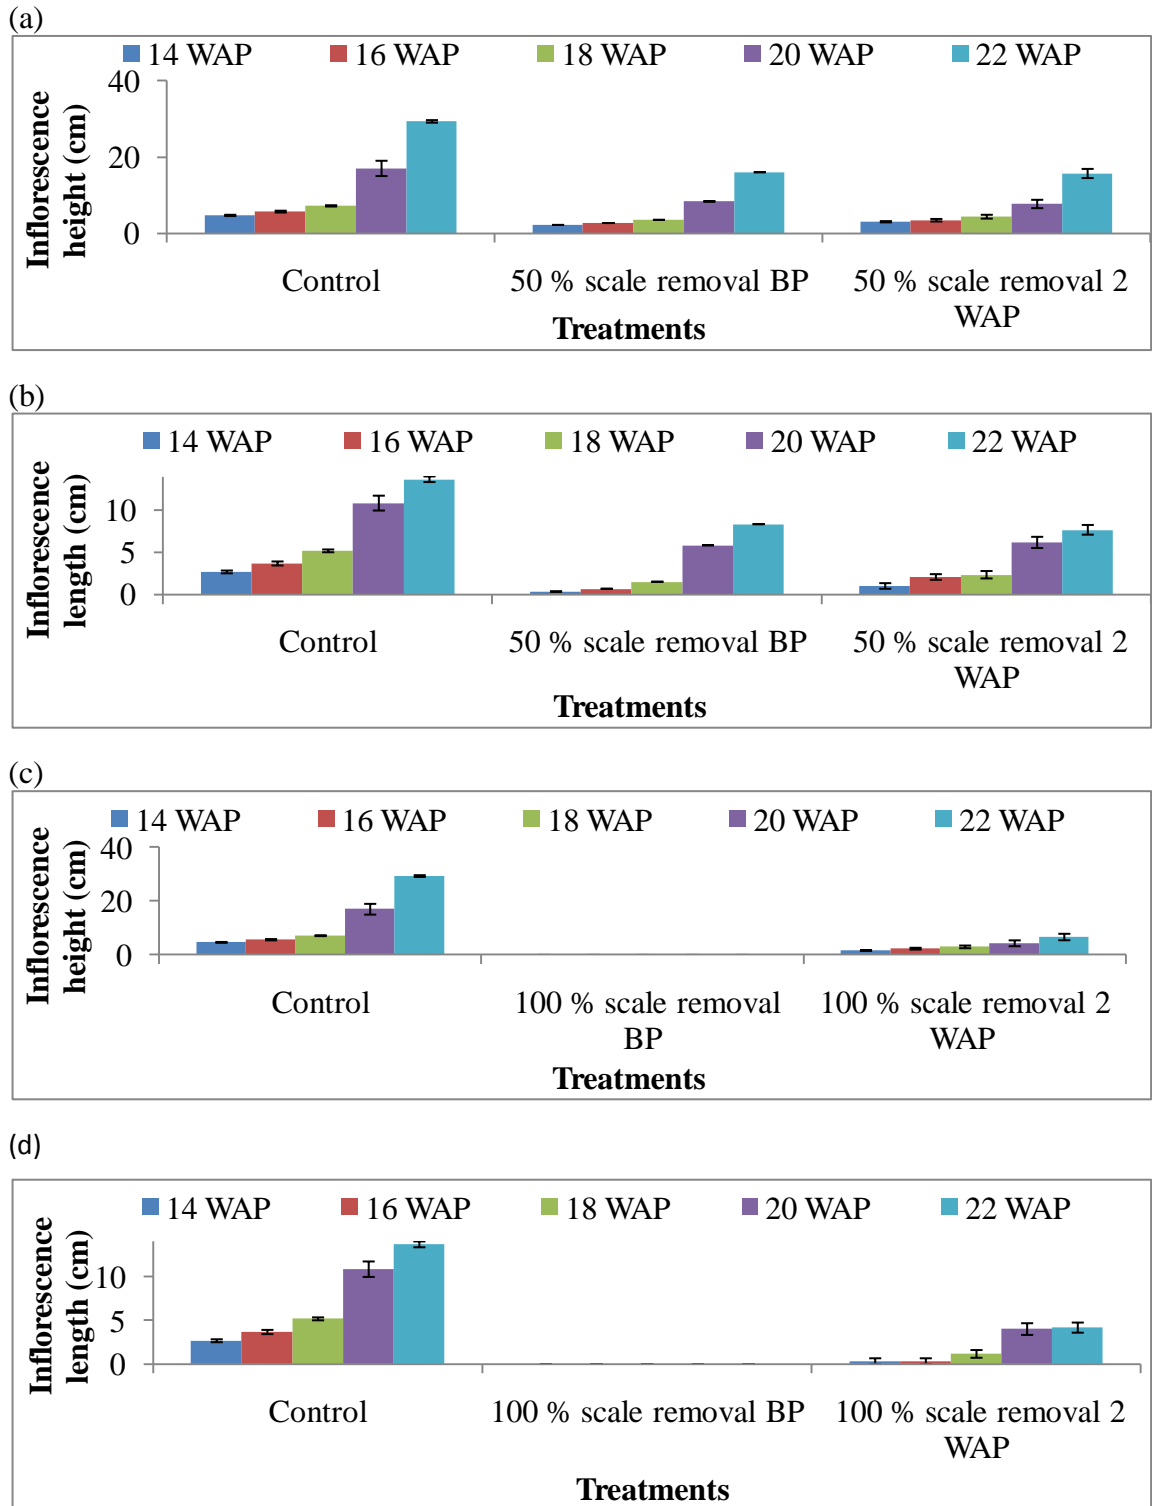 (a)
14 WAP 16 WAP 18 WAP 20 WAP 22 WAP
Inflorescence
height (cm)
40
20
0
Control 50 % scale removal BP 50 % scale removal 2
WAP
Treatments
(b)
14 WAP 16 WAP 18 WAP 20 WAP 22 WAP
Inflorescence
length (cm)
10
5
0
Control 50 % scale removal BP 50 % scale removal 2
WAP
Treatments
(c)
14 WAP 16 WAP 18 WAP 20 WAP 22 WAP
Inflorescence
height (cm)
40
20
0
Control 100 % scale removal 100 % scale removal 2
BP WAP
Treatments
(d)
14 WAP 16 WAP 18 WAP 20 WAP 22 WAP
Inflorescence
length (cm)
10
5
0
Control 100 % scale removal BP 100 % scale removal 2
WAP
Treatments